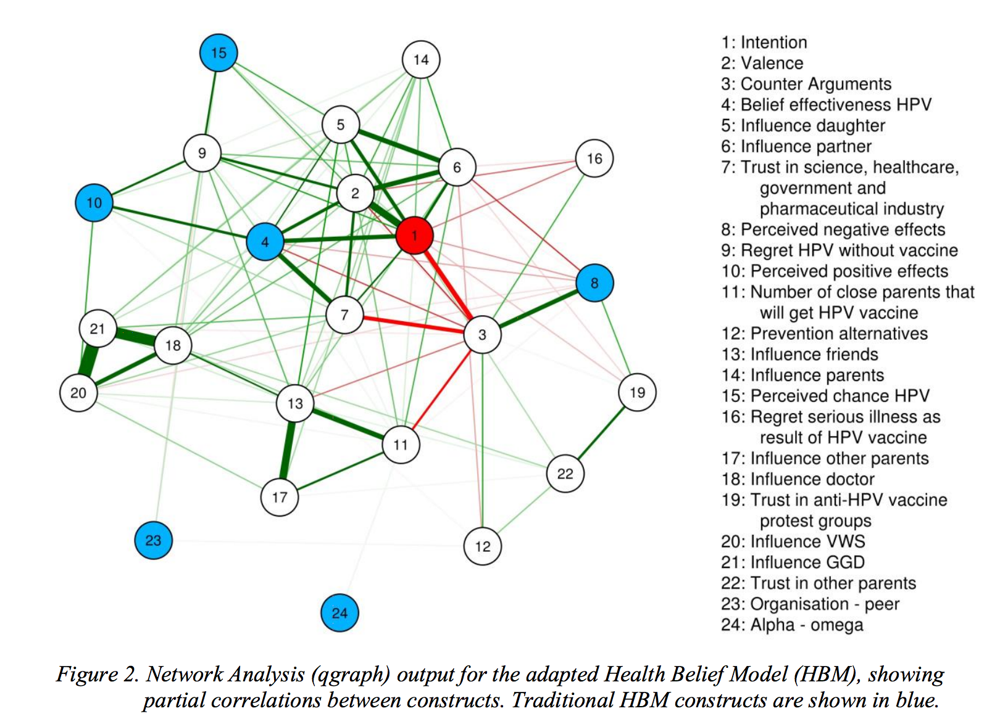 15
14
5
9
6
16
2
10
1
4
8
7
21
3
18
20
19
13
11
22
17
23
12
24
1: Intention
2: Valence
3: Counter Arguments
4: Belief effectiveness HPV
5: Influence daughter
6: Influence partner
7: Trust in science, healthcare,
government and
pharmaceutical industry
8: Perceived negative effects
9: Regret HPV without vaccine
10: Perceived positive effects
11: Number of close parents that
will get HPV vaccine
12: Prevention alternatives
13: Influence friends
14: Influence parents
15: Perceived chance HPV
16: Regret serious illness as
result of HPV vaccine
17: Influence other parents
18: Influence doctor
19: Trust in anti-HPV vaccine
protest groups
20: Influence VWS
21: Influence GGD
22: Trust in other parents
23: Organisation - peer
24: Alpha - omega
Figure 2. Network Analysis (qgraph) output for the adapted Health Belief Model (HBM), showing
partial correlations between constructs. Traditional HBM constructs are shown in blue.